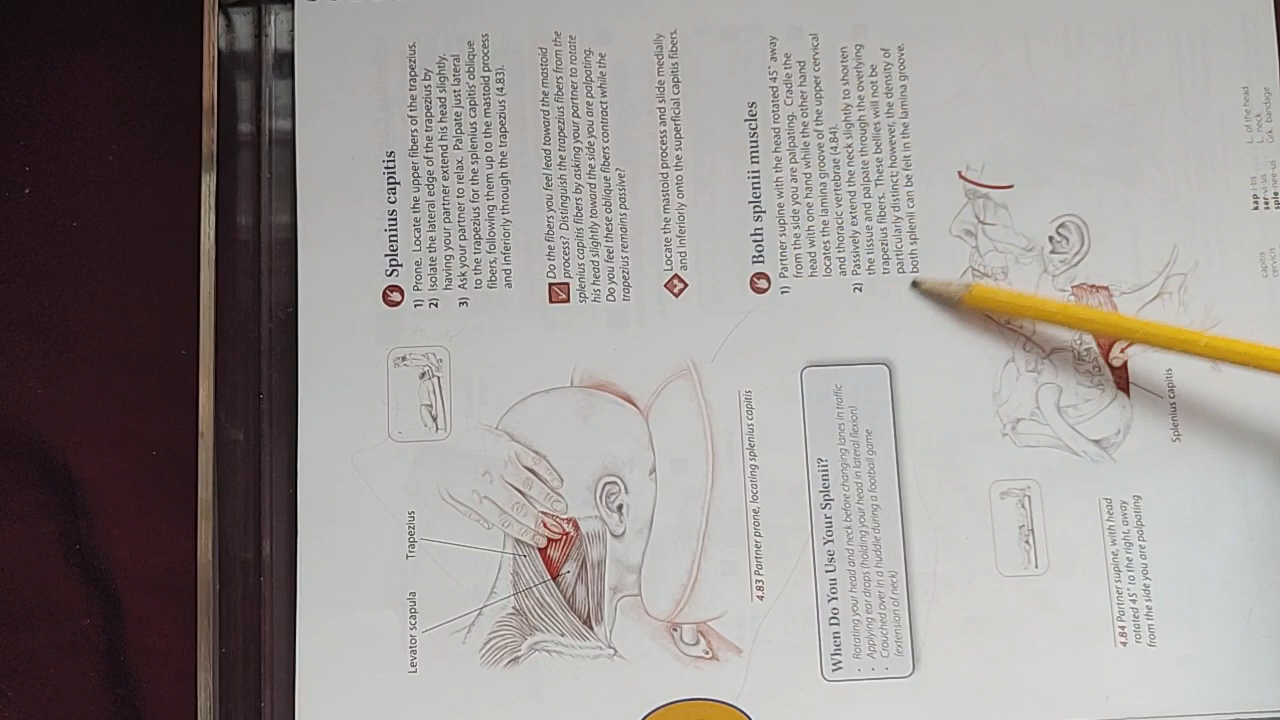 Splenius capitis
1) Prone. Locate the upper fibers of the trapezius.
2) Isolate the lateral edge of the trapezius by
having your partner extend his head slightly.
3) Ask your partner to relax. Palpate just lateral
to the trapezius for the splenius capitis' oblique
fibers, following them up to the mastoid process
and inferiorly through the trapezius (4.83).
Do the fibers you feel lead toward the mastoid
process? Distinguish the trapezius fibers from the
splenius capitis fibers by asking your partner to rotate
his head slightly toward the side you are palpating.
Do you feel these oblique fibers contract while the
trapezius remains passive?
Locate the mastoid process and slide medially
and inferiorly onto the superficial capitis fibers.
Both splenii muscles
1) Partner supine with the head rotated 45° away
from the side you are palpating. Cradle the
head with one hand while the other hand
locates the lamina groove of the upper cervical
and thoracic vertebrae (4.84).
2) Passively extend the neck slightly to shorten
the tissue and palpate through the overlying
trapezius fibers. These bellies will not be
particularly distinct; however, the density of
both splenii can be felt in the lamina groove.
Levator scapula
Trapezius
4.83 Partner prone, locating splenius capitis
When Do You Use Your Splenii?
• Rotating your head and neck before changing lanes in traffic
• Applying ear drops (holding your head in lateral flexion)
• Crouched over in a huddle during a football game
(extension of neck)
Splenius capitis
4.84 Partner supine, with head
rotated 45° to the right, away
from the side you are palpating
capitis
L. of the head
L. neck
Gk. bandage